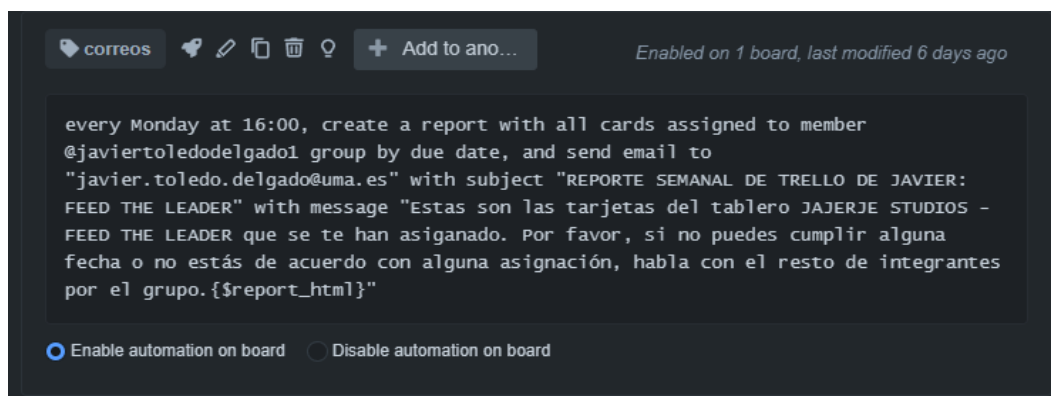 correos
Add to ano...
Enabled on 1 board, last modified 6 days ago
every Monday at 16:00, create a report with all cards assigned to member
@javiertoledodelgado1 group by due date, and send email to
"javier.toledo.delgado@uma.es" with subject "REPORTE SEMANAL DE TRELLO DE JAVIER:
FEED THE LEADER" with message "Estas son las tarjetas del tablero JAJERJE STUDIOS -
FEED THE LEADER que se te han asiganado. Por favor, si no puedes cumplir alguna
fecha o no estás de acuerdo con alguna asignación, habla con el resto de integrantes
por el grupo.{$report_html}"
Enable automation on board
Disable automation on board